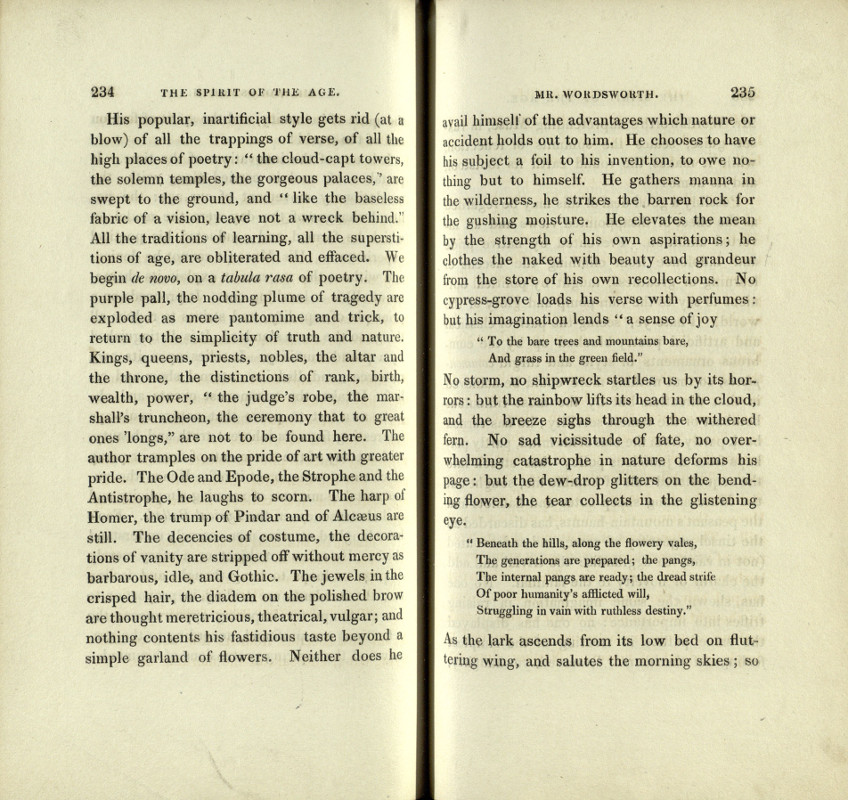 234 THE SPIRIT OF THE AGE.
His popular, inartificial style gets rid (at a
blow) of all the trappings of verse, of all the
high places of poetry: “ the cloud-capt towers,
the solemn temples, the gorgeous palaces,” are
swept to the ground, and “ like the baseless
fabric of a vision, leave not a wreck behind.”
All the traditions of learning, all the supersti-
tions of age, are obliterated and effaced. We
begin de novo, on a tabula rasa of poetry. The
purple pall, the nodding plume of tragedy are
exploded as mere pantomime and trick, to
return to the simplicity of truth and nature.
Kings, queens, priests, nobles, the altar and
the throne, the distinctions of rank, birth,
wealth, power, “ the judge’s robe, the mar-
shall’s truncheon, the ceremony that to great
ones ’longs,” are not to be found here. The
author tramples on the pride of art with greater
pride. The Ode and Epode, the Strophe and the
Antistrophe, he laughs to scorn. The harp of
Homer, the trump of Pindar and of Alcæus are
still. The decencies of costume, the decora-
tions of vanity are stripped off without mercy as
barbarous, idle, and Gothic. The jewels in the
crisped hair, the diadem on the polished brow
are thought meretricious, theatrical, vulgar; and
nothing contents his fastidious taste beyond a
simple garland of flowers. Neither does he
MR. WORDSWORTH. 235
avail himself of the advantages which nature or
accident holds out to him. He chooses to have
his subject a foil to his invention, to owe no-
thing but to himself. He gathers manna in
the wilderness, he strikes the barren rock for
the gushing moisture. He elevates the mean
by the strength of his own aspirations; he
clothes the naked with beauty and grandeur
from the store of his own recollections. No
cypress-grove loads his verse with perfumes:
but his imagination lends “ a sense of joy
“ To the bare trees and mountains bare,
And grass in the green field.”
No storm, no shipwreck startles us by its hor-
rors: but the rainbow lifts its head in the cloud,
and the breeze sighs through the withered
fern. No sad vicissitude of fate, no over-
whelming catastrophe in nature deforms his
page: but the dew-drop glitters on the bend-
ing flower, the tear collects in the glistening
eye.
“ Beneath the hills, along the flowery vales,
The generations are prepared; the pangs,
The internal pangs are ready; the dread strife
Of poor humanity’s afflicted will,
Struggling in vain with ruthless destiny.”
As the lark ascends from its low bed on flut-
tering wing, and salutes the morning skies; so